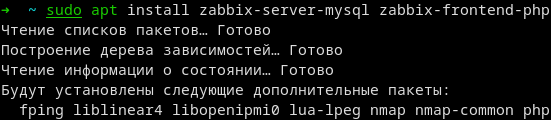 → ~ sudo apt install zabbix-server-mysql zabbix-frontend-php
Чтение списков пакетов… Готово
Построение дерева зависимостей… Готово
Чтение информации о состоянии… Готово
Будут установлены следующие дополнительные пакеты:
fping liblinear4 libopenipmi0 lua-lpeg nmap nmap-common php